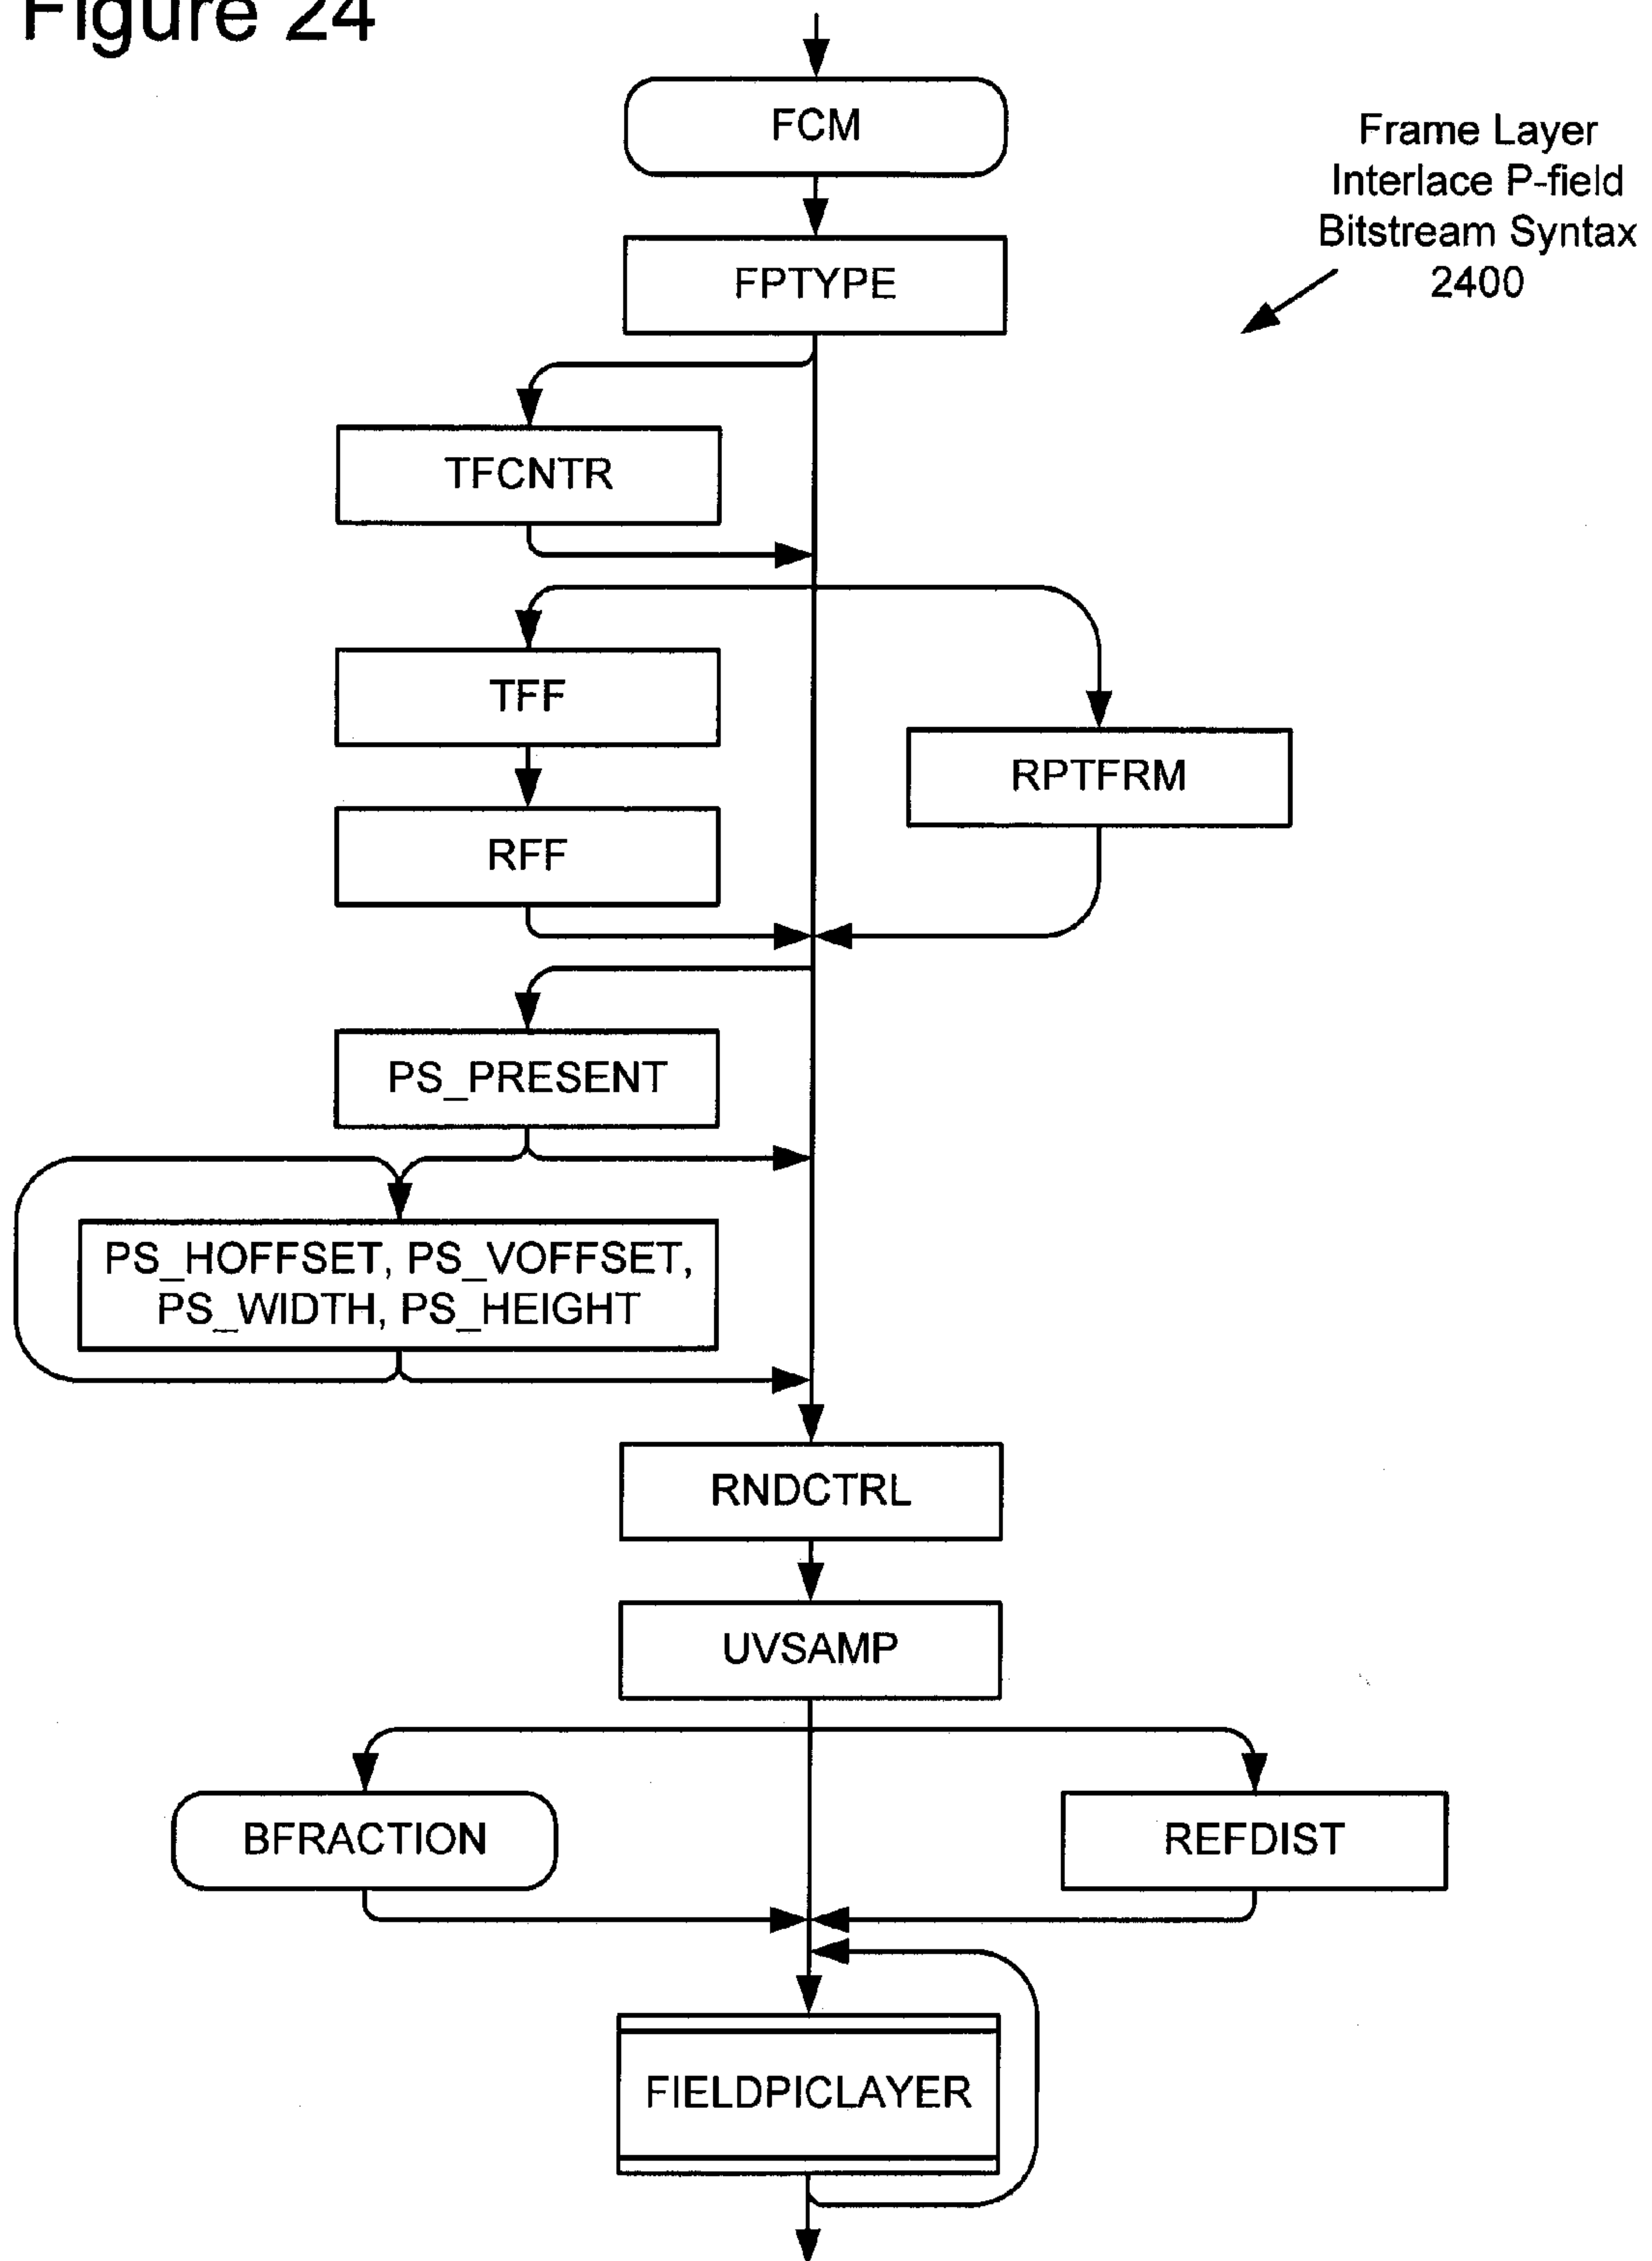 Figure 24
FCM
Frame Layer
Interlace P-field
Bitstream Syntax
2400
FPTYPE
TFCNTR
TFF
RPTFRM
RFF
PS_PRESENT
PS_HOFFSET, PS_VOFFSET,
PS_WIDTH, PS_HEIGHT
RNDCTRL
UVSAMP
BFRACTION
REFDIST
FIELDPICLAYER